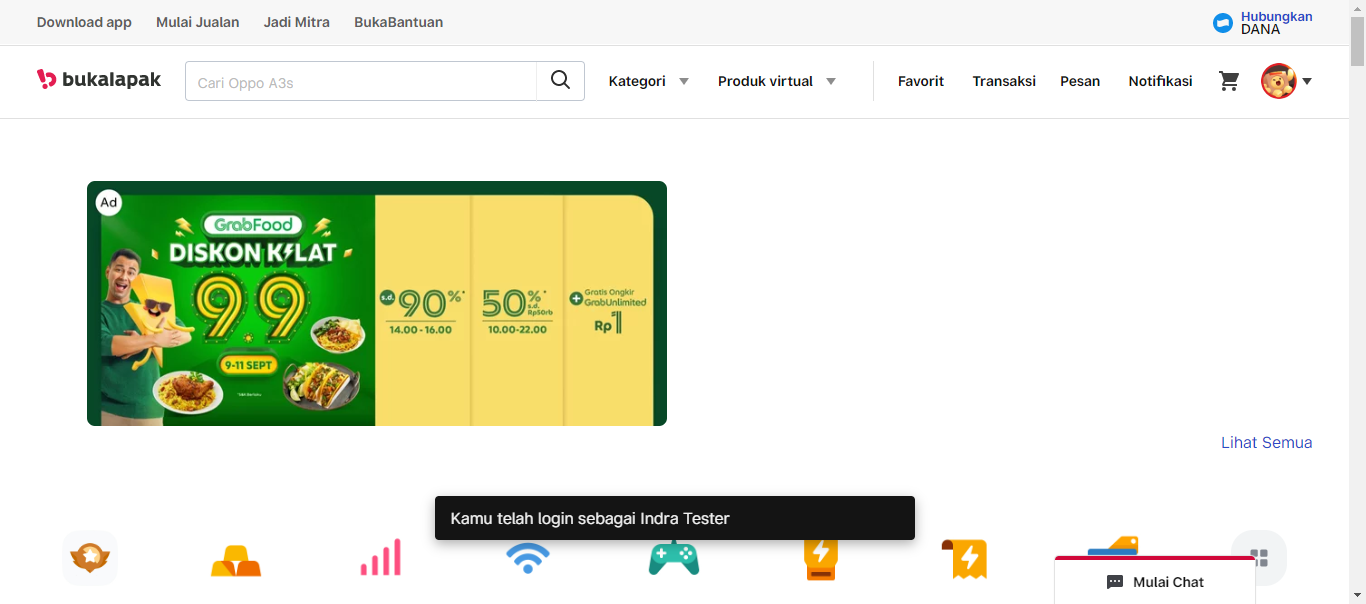 Download app Mulai Jualan Jadi Mitra BukaBantuan
Hubungkan
DANA
bukalapak
Cari Oppo A3s
Kategori Produk virtual Favorit Transaksi Pesan Notifikasi
Ad
GrabFood
DISKON KILAT
9.9
9-11 SEPT
s.d. 90%*
14.00 - 16.00
50%*
s.d.
Rp50rb
10.00-22.00
+ Gratis Ongkir
GrabUnlimited
Rp1
Lihat Semua
Kamu telah login sebagai Indra Tester
Mulai Chat